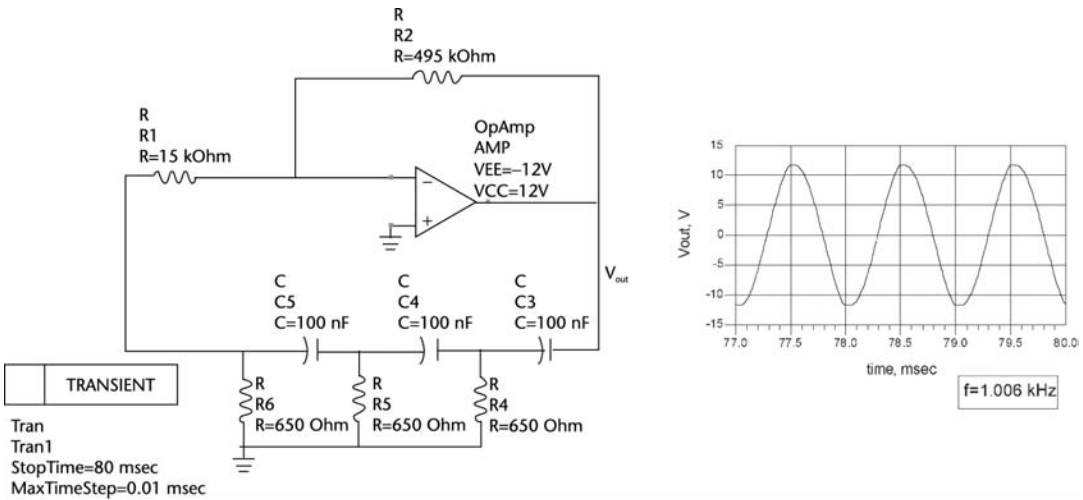 R
R2
R=495 kOhm
R
R1
R=15 kOhm
OpAmp
AMP
VEE=−12V
VCC=12V
−
+
Vout
C
C5
C=100 nF
C
C4
C=100 nF
C
C3
C=100 nF
R
R6
R=650 Ohm
R
R5
R=650 Ohm
R
R4
R=650 Ohm
TRANSIENT
Tran
Tran1
StopTime=80 msec
MaxTimeStep=0.01 msec
Vout, V
15
10
5
0
-5
-10
-15
77.0 77.5 78.0 78.5 79.0 79.5 80.0
time, msec
f=1.006 kHz